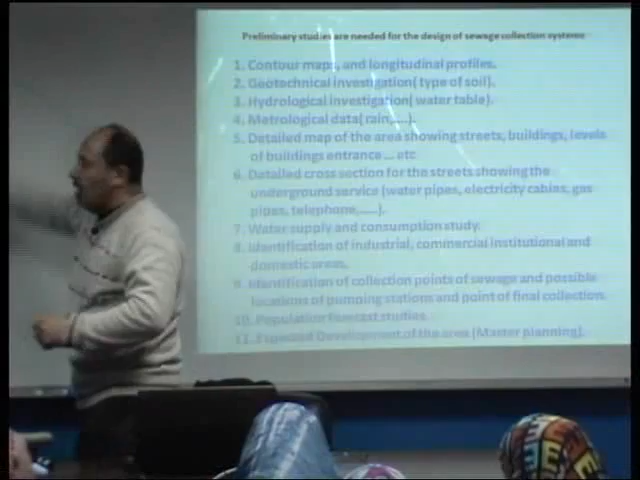 Preliminary studies are needed for the design of sewage collection systems
1. Contour maps, and longitudinal profiles.
2. Geotechnical investigation( type of soil).
3. Hydrological investigation( water table).
4. Metrological data( rain,....).
5. Detailed map of the area showing streets, buildings, levels
of buildings entrance ... etc
6. Detailed cross section for the streets showing the
underground service (water pipes, electricity cables, gas
pipes, telephone,.....).
7. Water supply and consumption study.
8. Identification of industrial, commercial institutional and
domestic areas.
9. Identification of collection points of sewage and possible
locations of pumping stations and point of final collection.
10. Population forecast studies.
11. Expected Development of the area (Master planning).